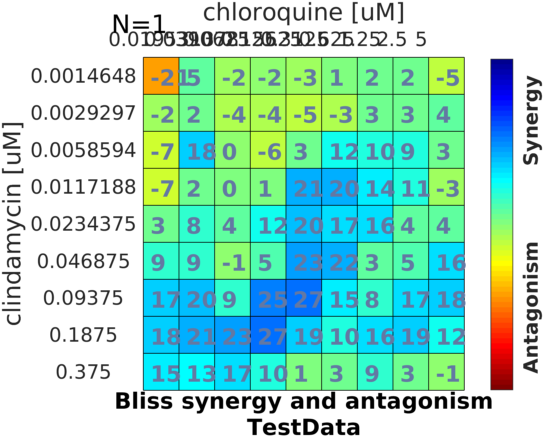 chloroquine [uM]
N=1
0.0014648 -21 5 -2 -2 -3 1 2 2 -5
0.0029297 -2 2 -4 -4 -5 -3 3 3 4
0.0058594 -7 18 0 -6 3 12 10 9 3
0.0117188 -7 2 0 1 21 20 14 11 -3
0.0234375 3 8 4 12 20 17 16 4 4
0.046875 9 9 -1 5 23 22 3 5 16
0.09375 17 20 9 25 27 15 8 17 18
0.1875 18 21 23 27 19 10 16 19 12
0.375 15 13 17 10 1 3 9 3 -1
clindamycin [uM]
Synergy
Antagonism
Bliss synergy and antagonism
TestData